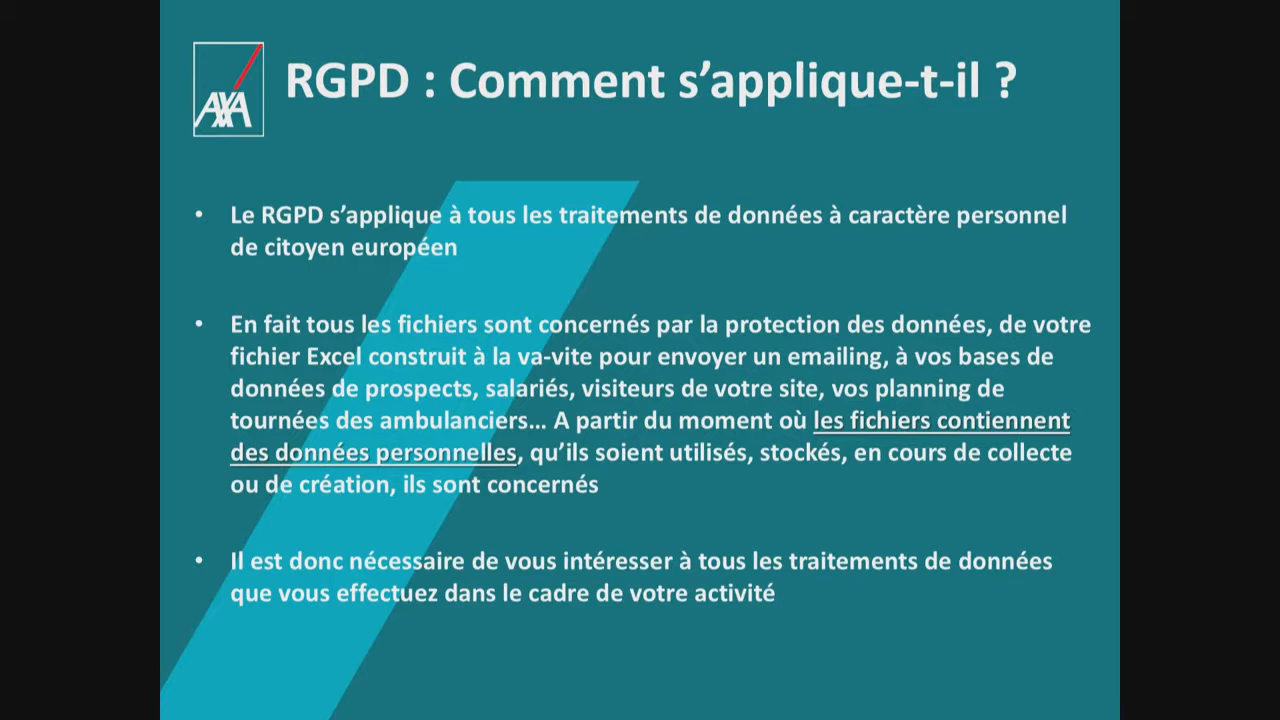 AXA
RGPD : Comment s’applique-t-il ?
• Le RGPD s’applique à tous les traitements de données à caractère personnel
de citoyen européen
• En fait tous les fichiers sont concernés par la protection des données, de votre
fichier Excel construit à la va-vite pour envoyer un emailing, à vos bases de
données de prospects, salariés, visiteurs de votre site, vos planning de
tournées des ambulanciers… A partir du moment où les fichiers contiennent
des données personnelles, qu’ils soient utilisés, stockés, en cours de collecte
ou de création, ils sont concernés
• Il est donc nécessaire de vous intéresser à tous les traitements de données
que vous effectuez dans le cadre de votre activité